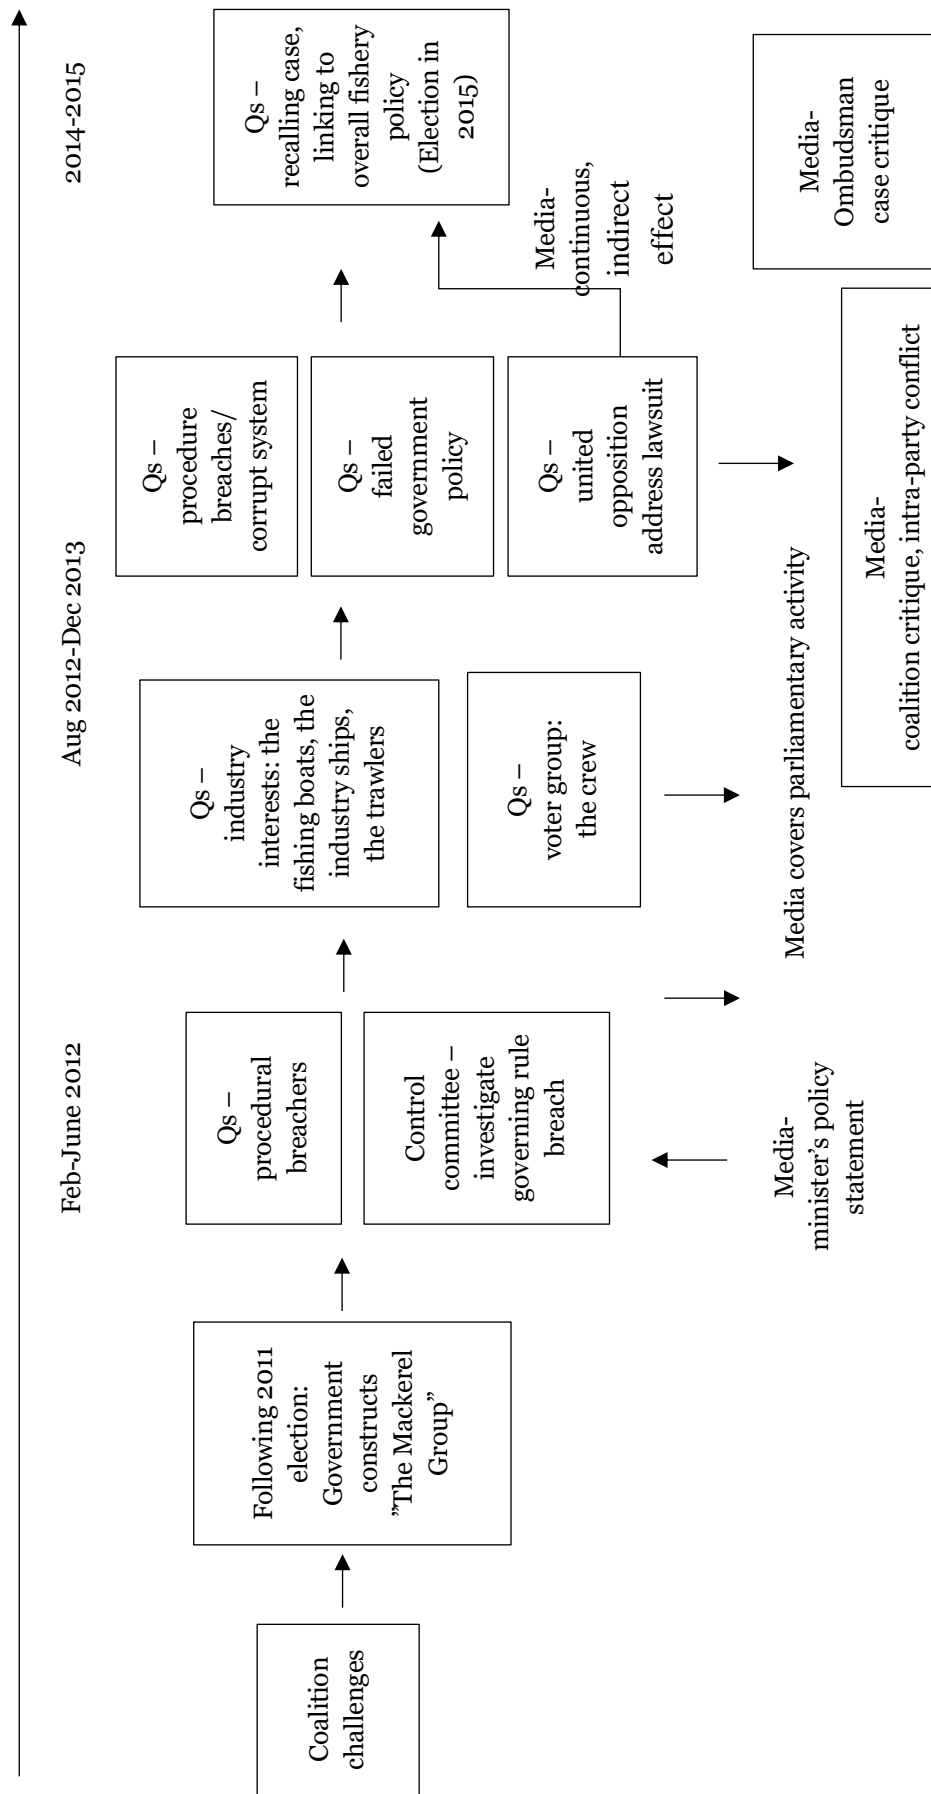 Feb-June 2012
Aug 2012-Dec 2013
2014-2015
Coalition
challenges
Following 2011
election:
Government
constructs
”The Mackerel
Group”
Qs –
procedural
breachers
Control
committee –
investigate
governing rule
breach
Media-
minister’s policy
statement
Qs –
industry
interests: the
fishing boats, the
industry ships,
the trawlers
Qs –
voter group:
the crew
Media covers parliamentary activity
Qs –
procedure
breaches/
corrupt system
Qs –
failed
government
policy
Qs –
united
opposition
address lawsuit
Media-
coalition critique, intra-party conflict
Qs –
recalling case,
linking to
overall fishery
policy
(Election in
2015)
Media-
continuous,
indirect
effect
Media-
Ombudsman
case critique